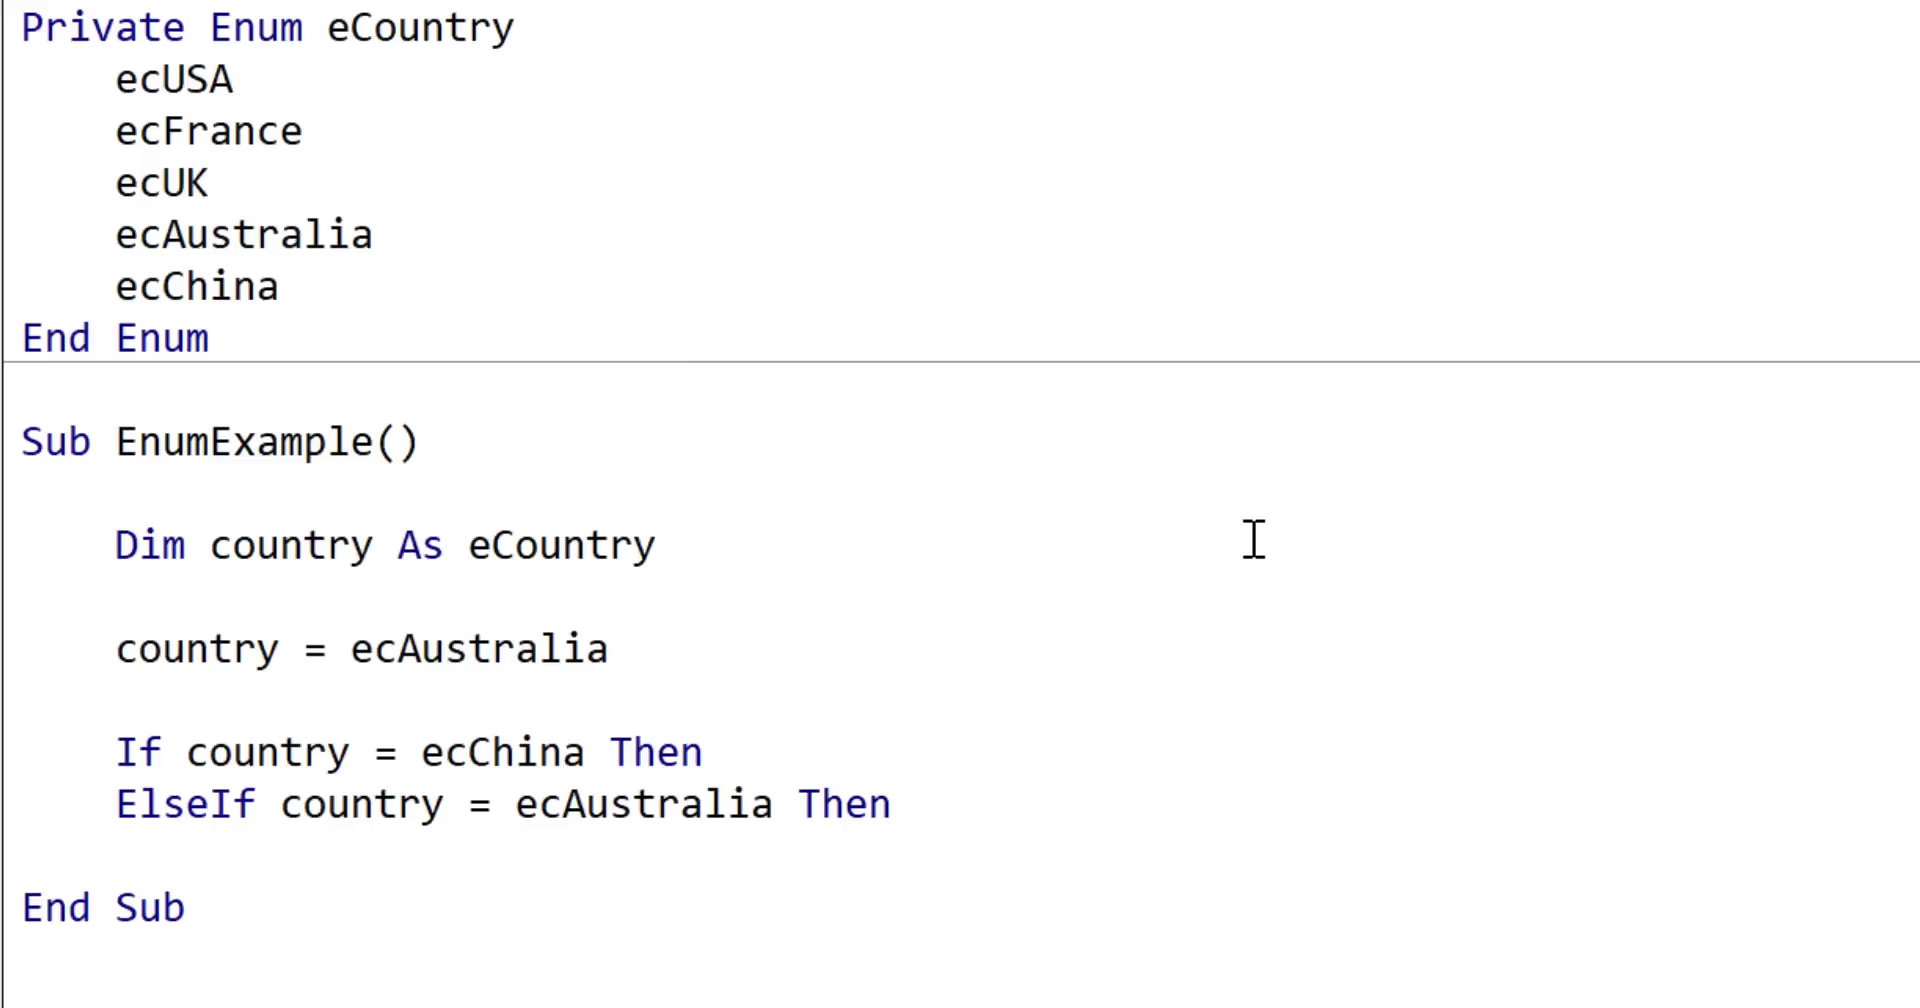 Private Enum eCountry
    ecUSA
    ecFrance
    ecUK
    ecAustralia
    ecChina
End Enum
Sub EnumExample()
    Dim country As eCountry
    country = ecAustralia
    If country = ecChina Then
    ElseIf country = ecAustralia Then
End Sub